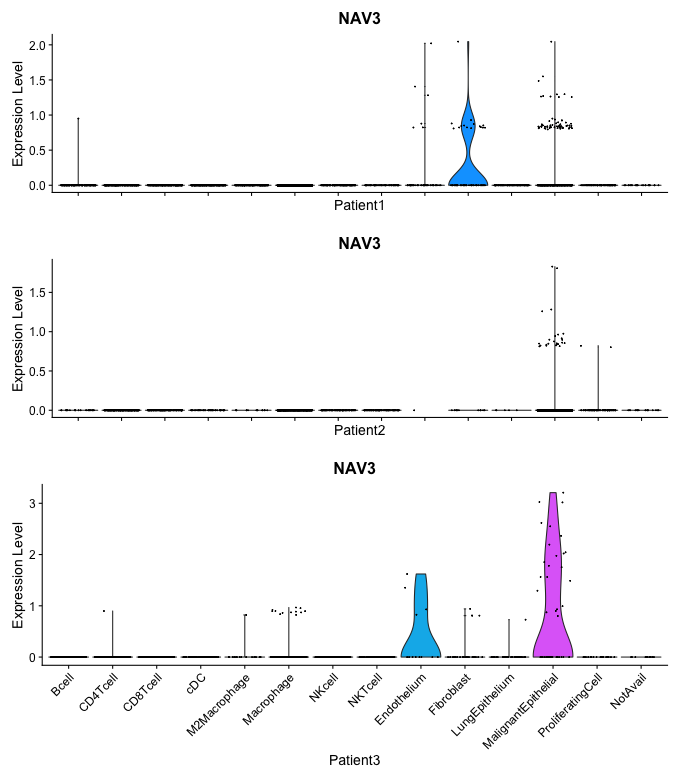 NAV3
Expression Level
2.0
1.5
1.0
0.5
0.0
Patient1
NAV3
Expression Level
1.5
1.0
0.5
0.0
Patient2
NAV3
Expression Level
3
2
1
0
Bcell
CD4Tcell
CD8Tcell
cDC
M2Macrophage
Macrophage
NKcell
NKTcell
Endothelium
Fibroblast
LungEpithelium
MalignantEpithelial
ProliferatingCell
NotAvail
Patient3